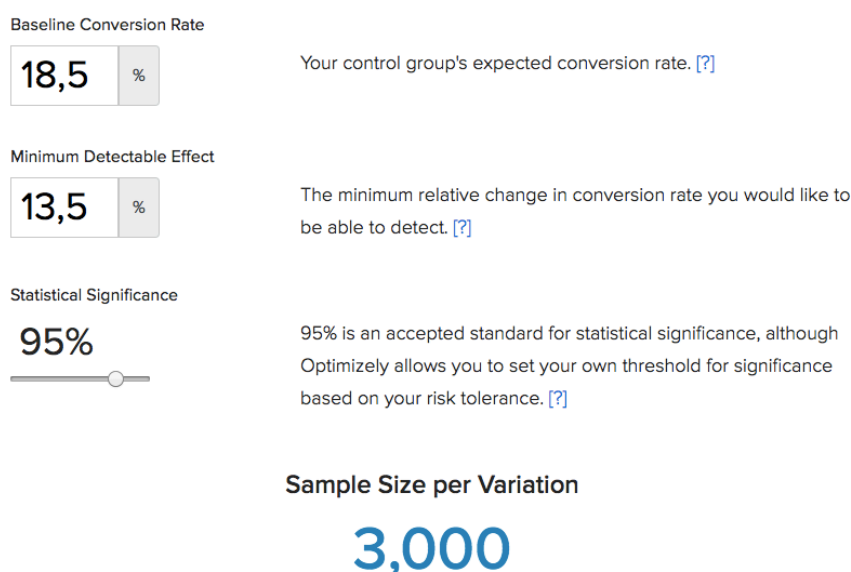 Baseline Conversion Rate
18,5 %
Your control group's expected conversion rate. [?]
Minimum Detectable Effect
13,5 %
The minimum relative change in conversion rate you would like to
be able to detect. [?]
Statistical Significance
95%
95% is an accepted standard for statistical significance, although
Optimizely allows you to set your own threshold for significance
based on your risk tolerance. [?]
Sample Size per Variation
3,000